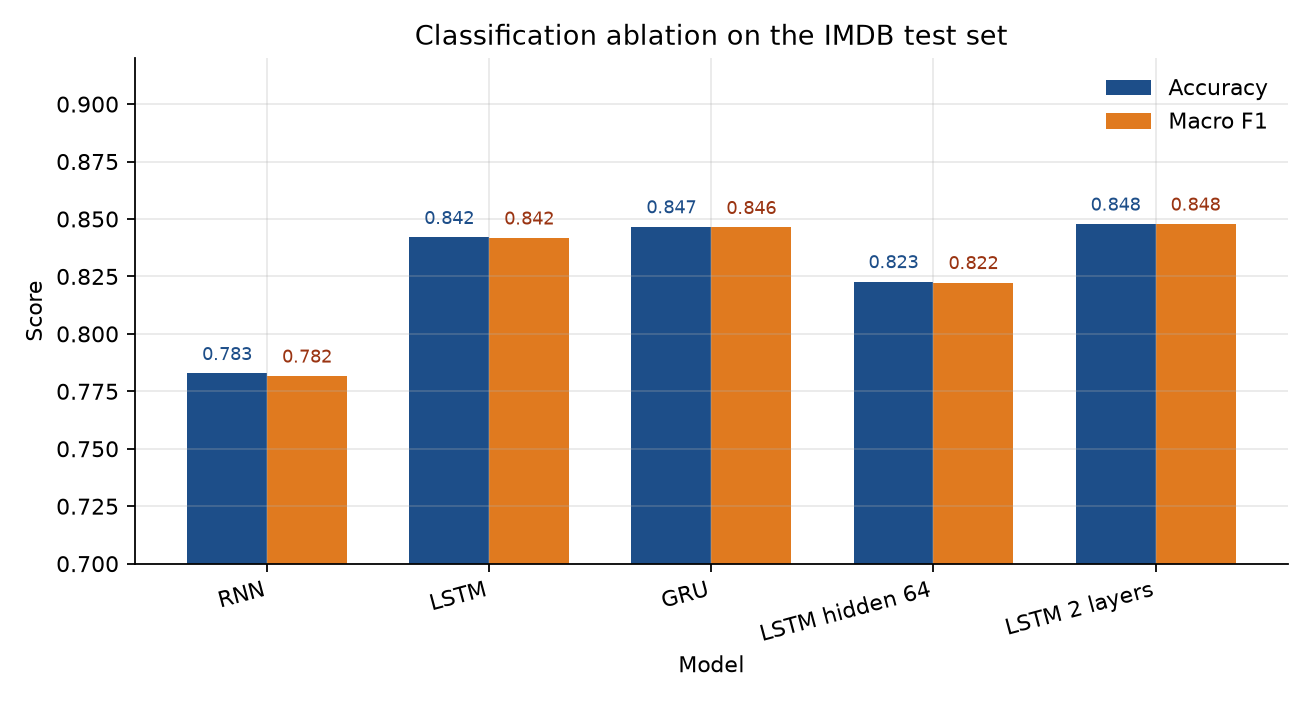 Classification ablation on the IMDB test set
Accuracy
Macro F1
0.900
0.875
0.850
0.825
0.800
0.775
0.750
0.725
0.700
Score
0.783
0.782
0.842
0.842
0.847
0.846
0.823
0.822
0.848
0.848
RNN
LSTM
GRU
LSTM hidden 64
LSTM 2 layers
Model